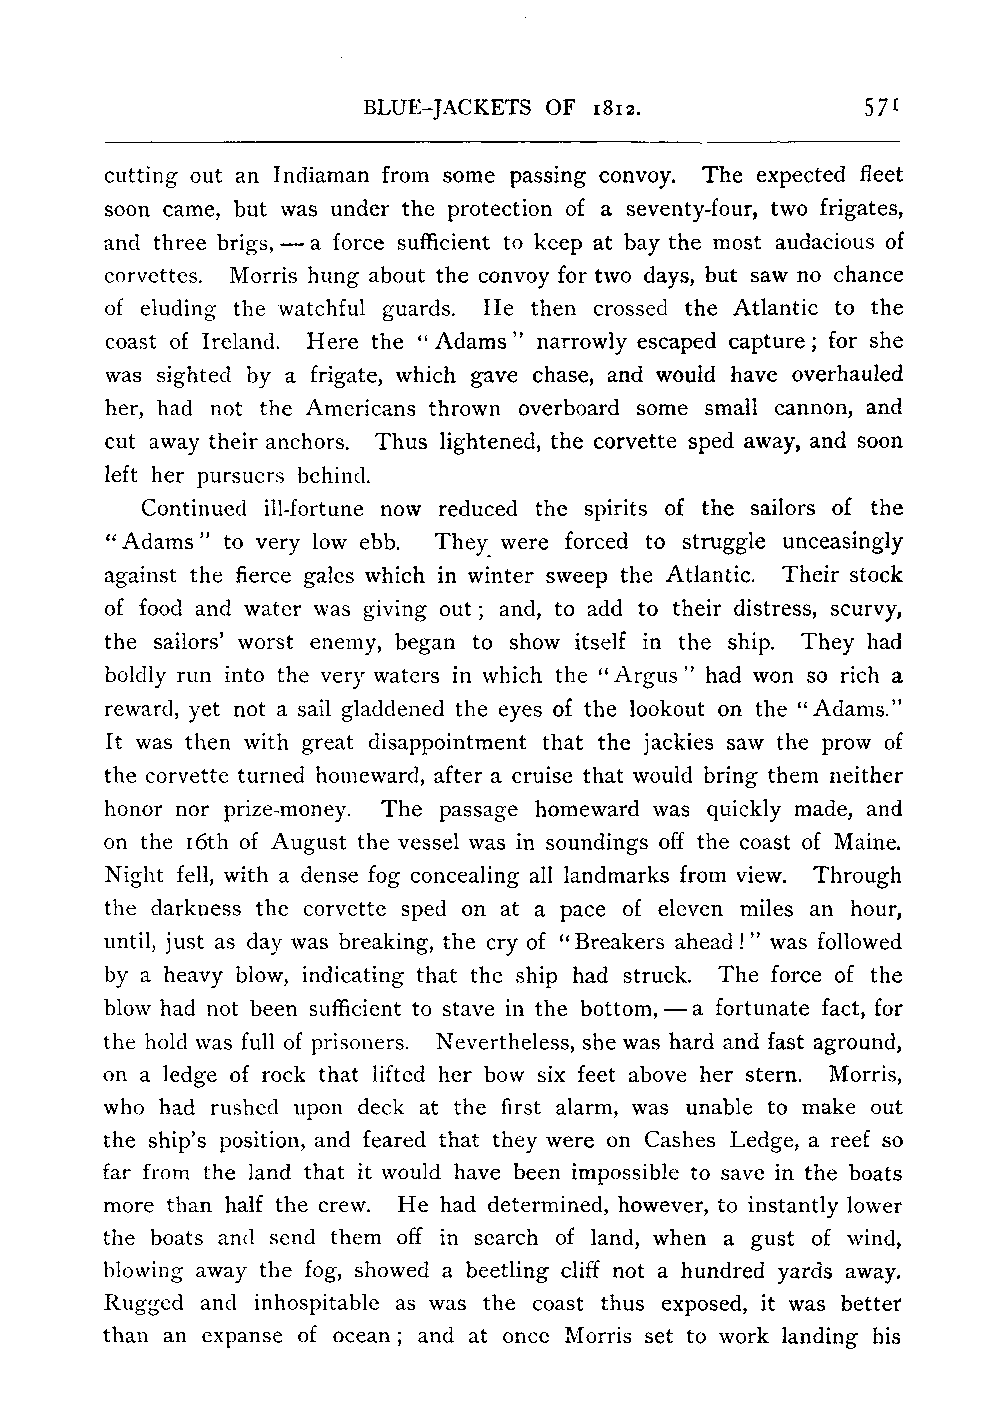 BLUE-JACKETS OF 1812. 571
cutting out an Indiaman from some passing convoy. The expected fleet
soon came, but was under the protection of a seventy-four, two frigates,
and three brigs, — a force sufficient to keep at bay the most audacious of
corvettes. Morris hung about the convoy for two days, but saw no chance
of eluding the watchful guards. He then crossed the Atlantic to the
coast of Ireland. Here the “ Adams ” narrowly escaped capture ; for she
was sighted by a frigate, which gave chase, and would have overhauled
her, had not the Americans thrown overboard some small cannon, and
cut away their anchors. Thus lightened, the corvette sped away, and soon
left her pursuers behind.
Continued ill-fortune now reduced the spirits of the sailors of the
“ Adams ” to very low ebb. They were forced to struggle unceasingly
against the fierce gales which in winter sweep the Atlantic. Their stock
of food and water was giving out ; and, to add to their distress, scurvy,
the sailors’ worst enemy, began to show itself in the ship. They had
boldly run into the very waters in which the “ Argus ” had won so rich a
reward, yet not a sail gladdened the eyes of the lookout on the “ Adams.”
It was then with great disappointment that the jackies saw the prow of
the corvette turned homeward, after a cruise that would bring them neither
honor nor prize-money. The passage homeward was quickly made, and
on the 16th of August the vessel was in soundings off the coast of Maine.
Night fell, with a dense fog concealing all landmarks from view. Through
the darkness the corvette sped on at a pace of eleven miles an hour,
until, just as day was breaking, the cry of “ Breakers ahead ! ” was followed
by a heavy blow, indicating that the ship had struck. The force of the
blow had not been sufficient to stave in the bottom, — a fortunate fact, for
the hold was full of prisoners. Nevertheless, she was hard and fast aground,
on a ledge of rock that lifted her bow six feet above her stern. Morris,
who had rushed upon deck at the first alarm, was unable to make out
the ship’s position, and feared that they were on Cashes Ledge, a reef so
far from the land that it would have been impossible to save in the boats
more than half the crew. He had determined, however, to instantly lower
the boats and send them off in search of land, when a gust of wind,
blowing away the fog, showed a beetling cliff not a hundred yards away.
Rugged and inhospitable as was the coast thus exposed, it was better
than an expanse of ocean ; and at once Morris set to work landing his